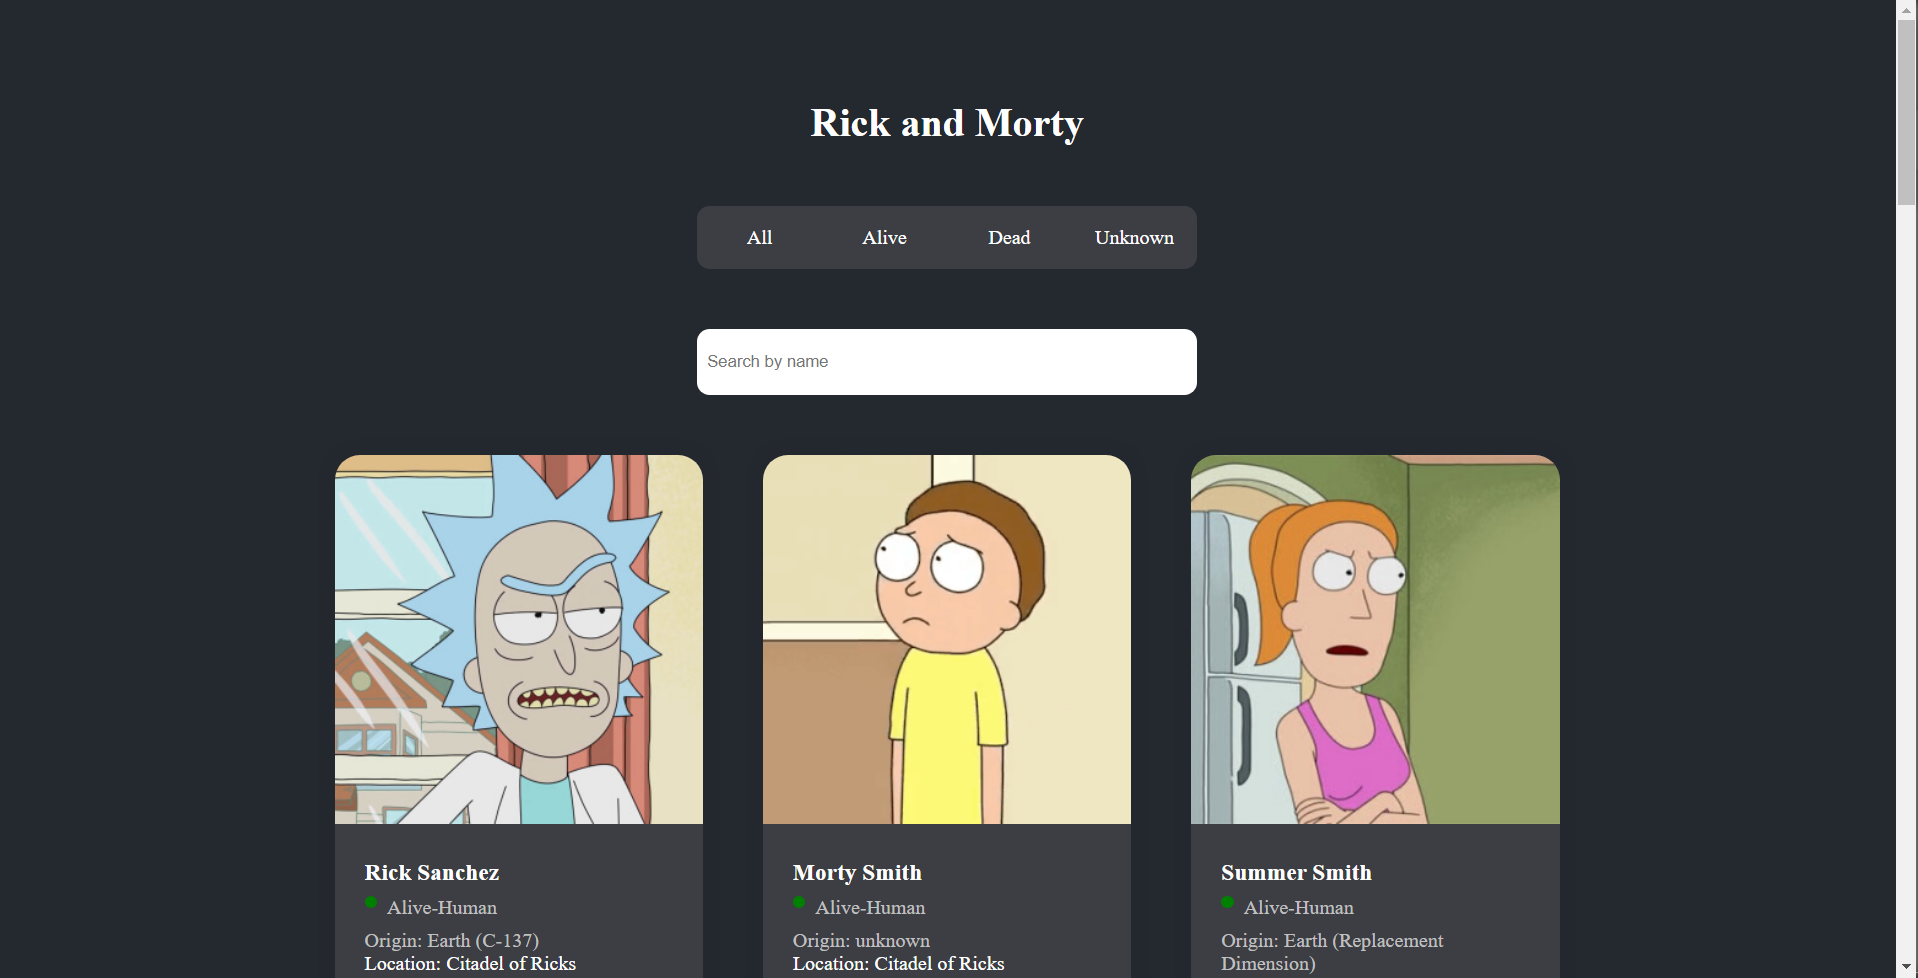 Rick and Morty
All Alive Dead Unknown
Search by name
Rick Sanchez
Alive-Human
Origin: Earth (C-137)
Location: Citadel of Ricks
Morty Smith
Alive-Human
Origin: unknown
Location: Citadel of Ricks
Summer Smith
Alive-Human
Origin: Earth (Replacement
Dimension)